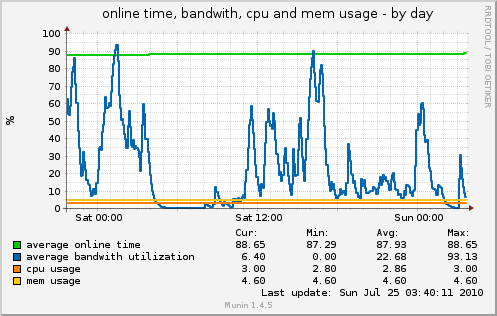 online time, bandwith, cpu and mem usage - by day
RRDTOOL / TOBI OETIKER
%
100
90
80
70
60
50
40
30
20
10
0
Sat 00:00 Sat 12:00 Sun 00:00
Cur: Min: Avg: Max:
average online time 88.65 87.29 87.93 88.65
average bandwith utilization 6.40 0.00 22.68 93.13
cpu usage 3.00 2.80 2.86 3.00
mem usage 4.60 4.60 4.60 4.60
Last update: Sun Jul 25 03:40:11 2010
Munin 1.4.5